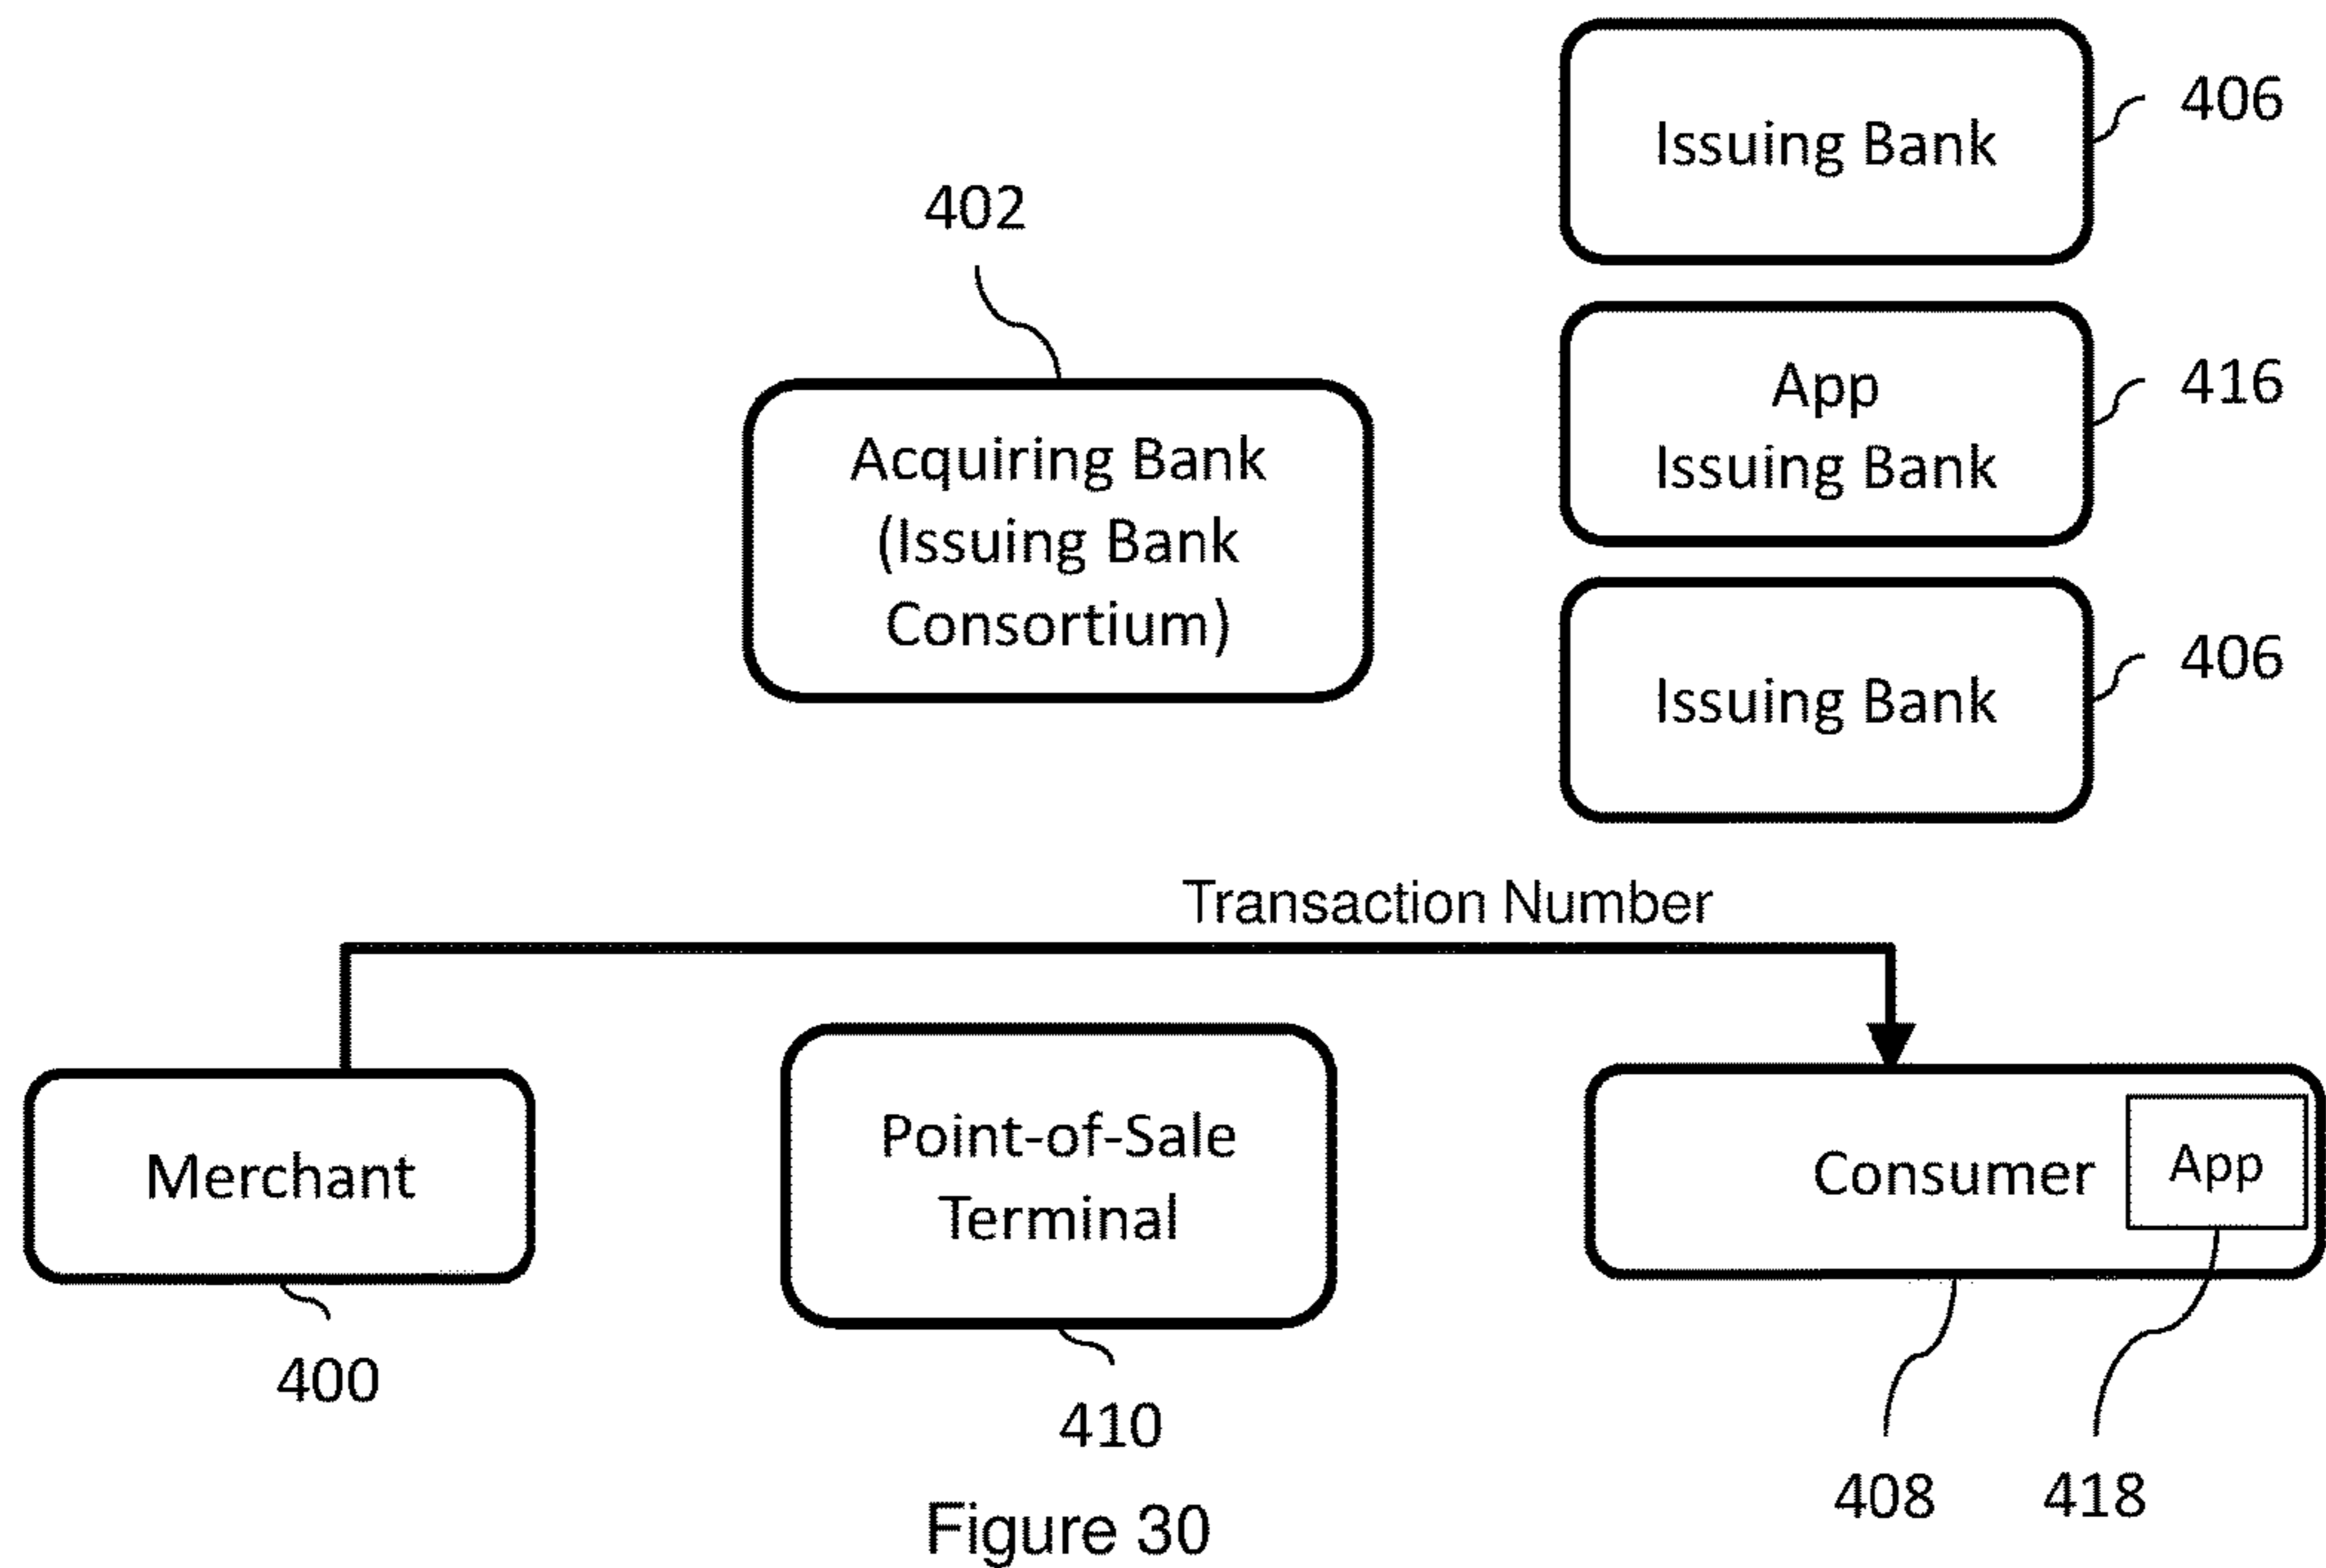 Issuing Bank
406
402
App
Issuing Bank
416
Acquiring Bank
(Issuing Bank
Consortium)
Issuing Bank
406
Transaction Number
Merchant
Point-of-Sale
Terminal
Consumer
App
400
410
408
418
Figure 30